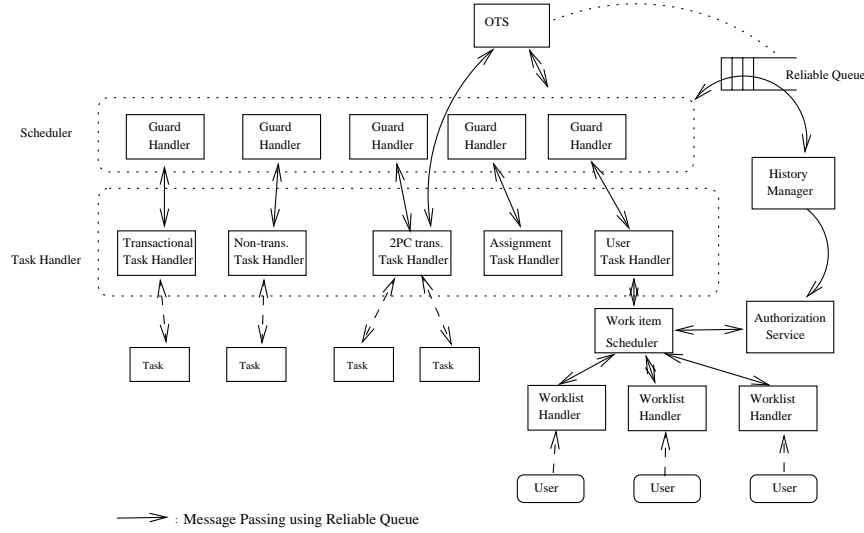 OTS
Reliable Queue
Scheduler
Guard
Handler
Guard
Handler
Guard
Handler
Guard
Handler
Guard
Handler
History
Manager
Task Handler
Transactional
Task Handler
Non-trans.
Task Handler
2PC trans.
Task Handler
Assignment
Task Handler
User
Task Handler
Work item
Scheduler
Authorization
Service
Task
Task
Task
Task
Worklist
Handler
Worklist
Handler
Worklist
Handler
User
User
User
: Message Passing using Reliable Queue